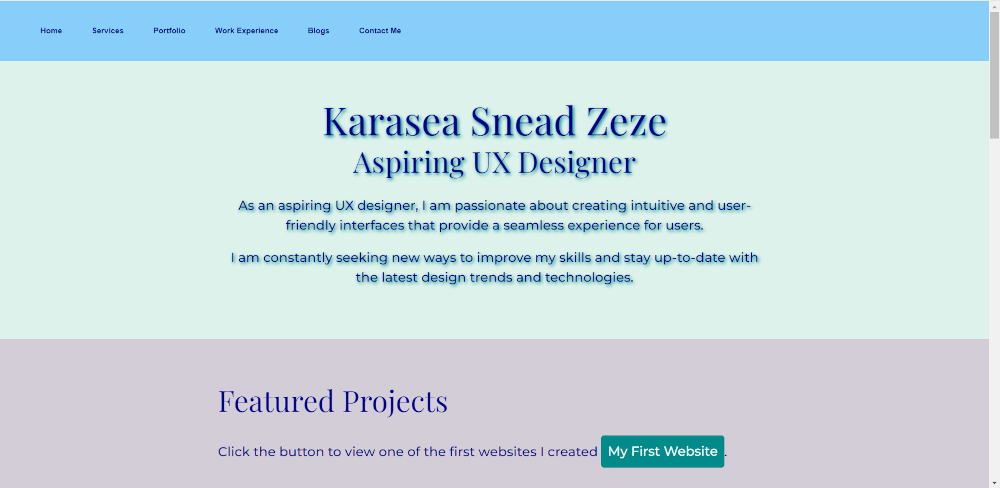 Home Services Portfolio Work Experience Blogs Contact Me
Karasea Snead Zeze
Aspiring UX Designer
As an aspiring UX designer, I am passionate about creating intuitive and user-
friendly interfaces that provide a seamless experience for users.
I am constantly seeking new ways to improve my skills and stay up-to-date with
the latest design trends and technologies.
Featured Projects
Click the button to view one of the first websites I created My First Website.